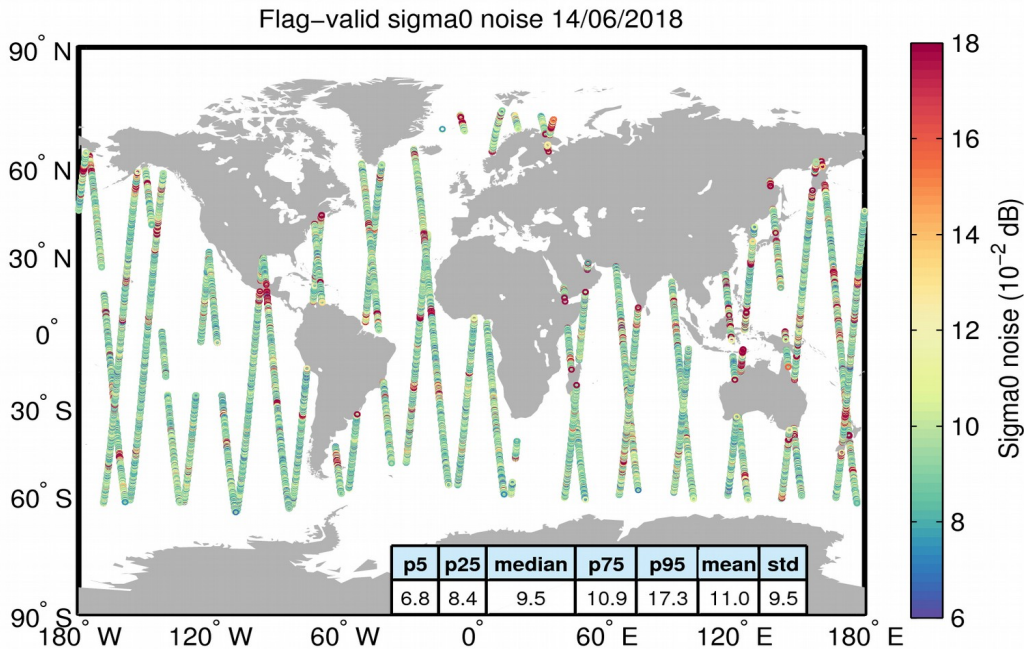 Flag−valid sigma0 noise 14/06/2018
90° N
60° N
30° N
0°
30° S
60° S
90° S
180° W 120° W 60° W 0° 60° E 120° E 180° E
p5 p25 median p75 p95 mean std
6.8 8.4 9.5 10.9 17.3 11.0 9.5
18
16
14
12
10
8
6
Sigma0 noise (10⁻² dB)